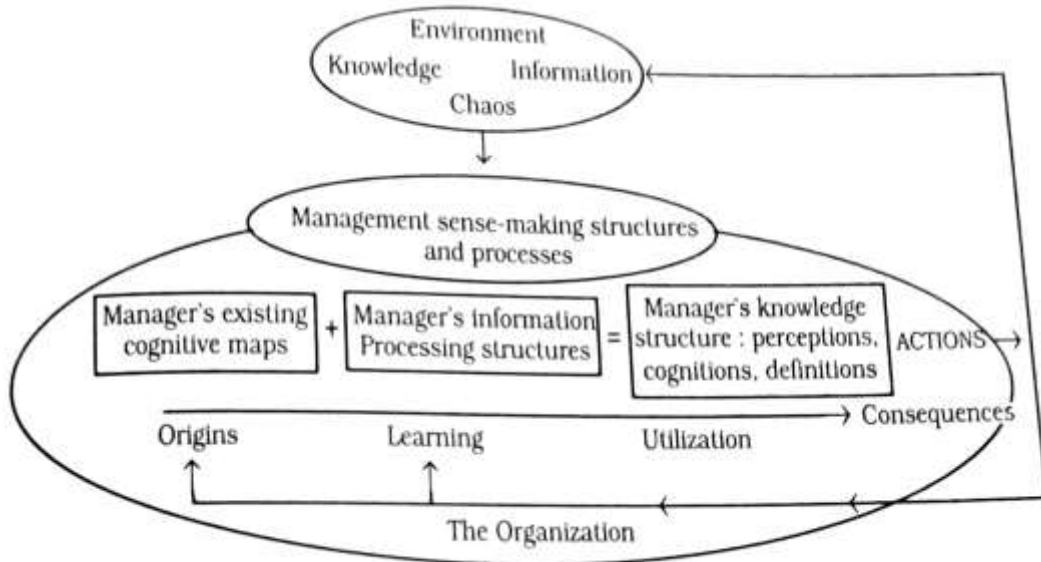 Environment
Knowledge Information
Chaos
Management sense-making structures
and processes
Manager's existing
cognitive maps
+
Manager's information
Processing structures
=
Manager's knowledge
structure : perceptions,
cognitions, definitions
ACTIONS
Consequences
Origins Learning Utilization
The Organization